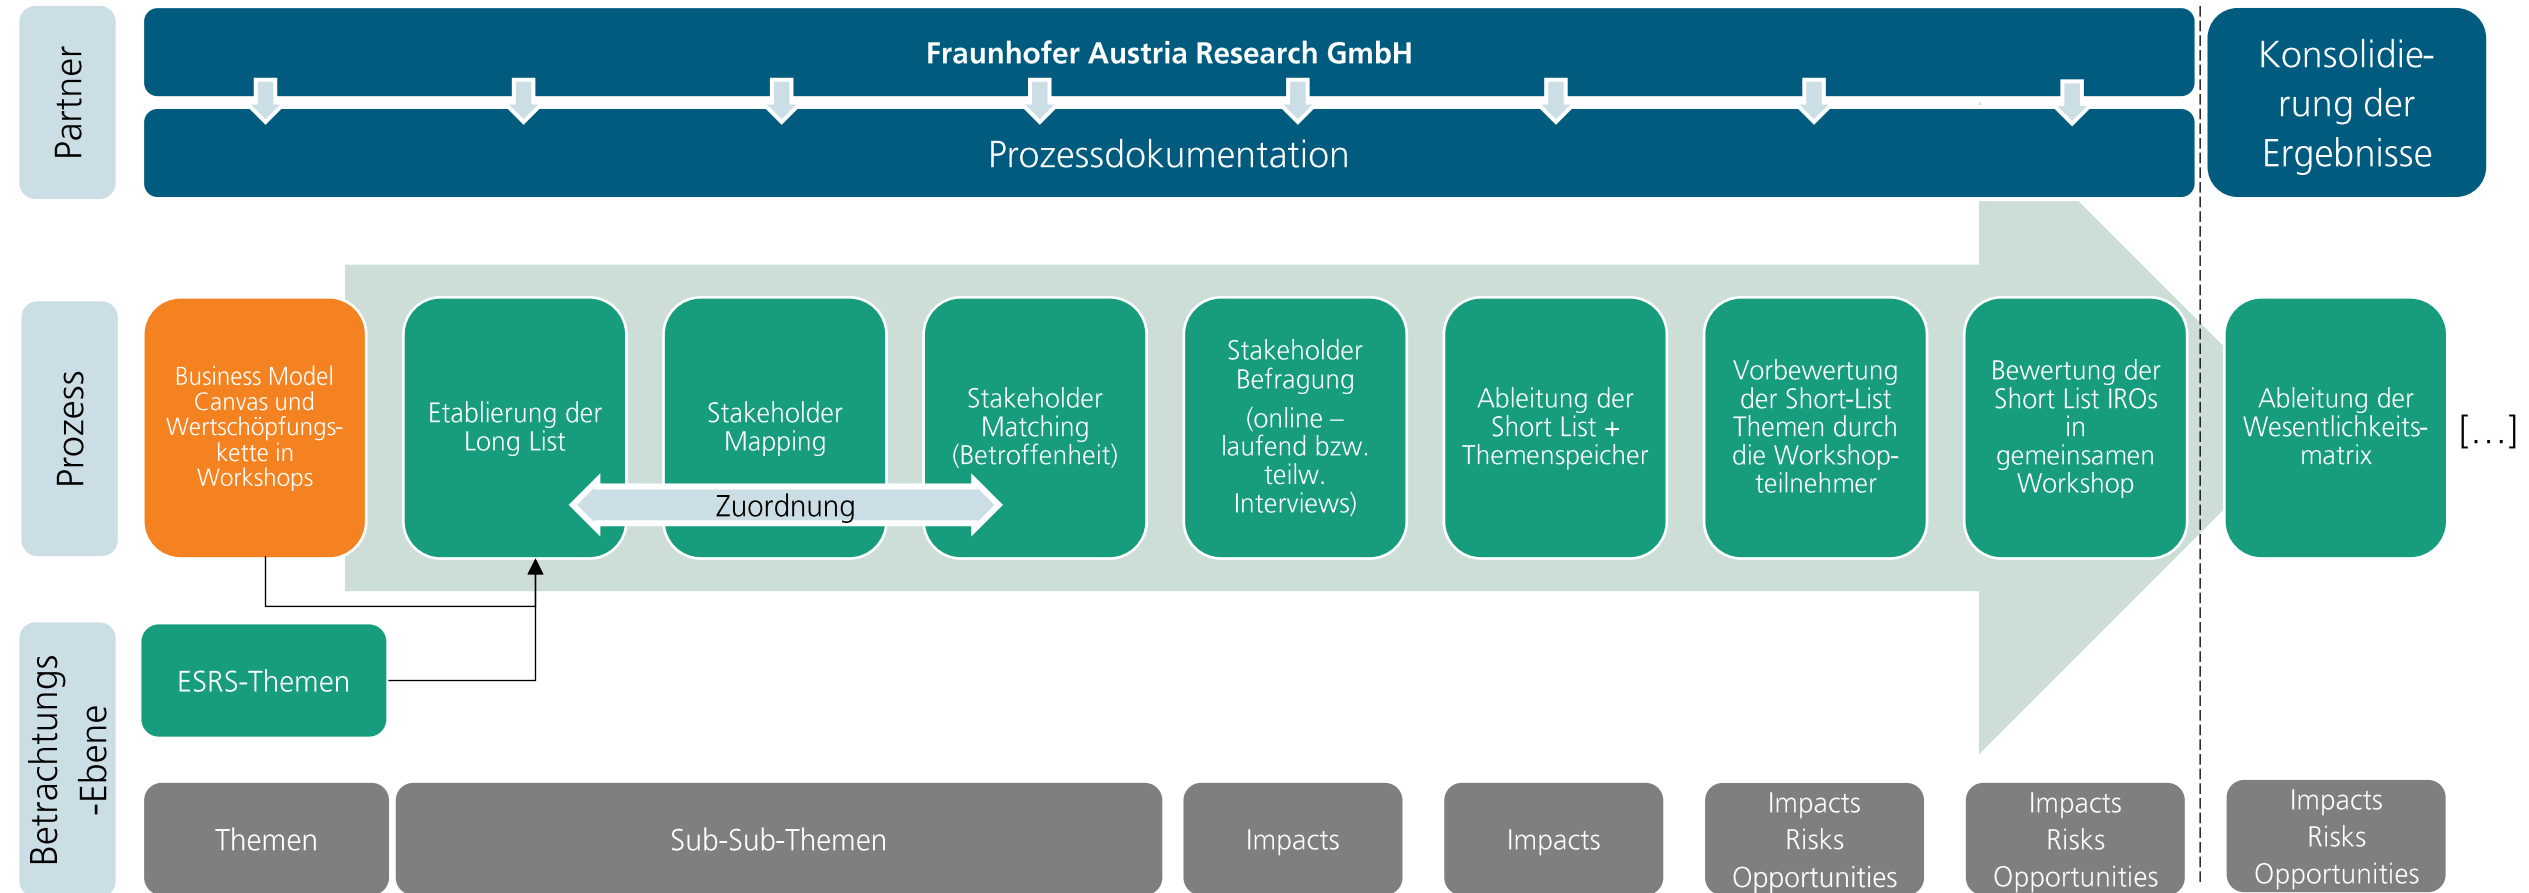 Partner
Fraunhofer Austria Research GmbH
Prozessdokumentation
Konsolidie-
rung der
Ergebnisse
Prozess
Business Model
Canvas und
Wertschöpfungs-
kette in
Workshops
Etablierung der
Long List
Stakeholder
Mapping
Stakeholder
Matching
(Betroffenheit)
Zuordnung
Stakeholder
Befragung
(online –
laufend bzw.
teilw.
Interviews)
Ableitung der
Short List +
Themenspeicher
Vorbewertung
der Short-List
Themen durch
die Workshop-
teilnehmer
Bewertung der
Short List IROs
in
gemeinsamen
Workshop
Ableitung der
Wesentlichkeits-
matrix
[…]
Betrachtungs
-Ebene
ESRS-Themen
Themen
Sub-Sub-Themen
Impacts
Impacts
Impacts
Risks
Opportunities
Impacts
Risks
Opportunities
Impacts
Risks
Opportunities